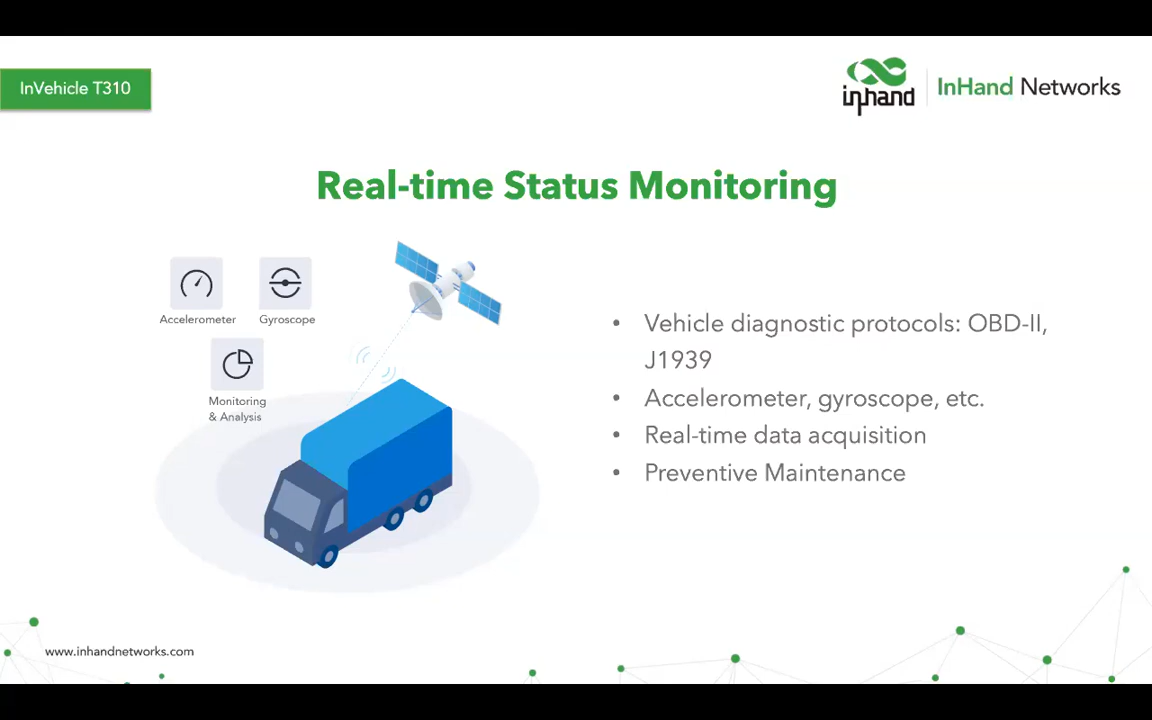 InVehicle T310
inhand
InHand Networks
Real-time Status Monitoring
Accelerometer
Gyroscope
Monitoring
& Analysis
• Vehicle diagnostic protocols: OBD-II,
J1939
• Accelerometer, gyroscope, etc.
• Real-time data acquisition
• Preventive Maintenance
www.inhandnetworks.com